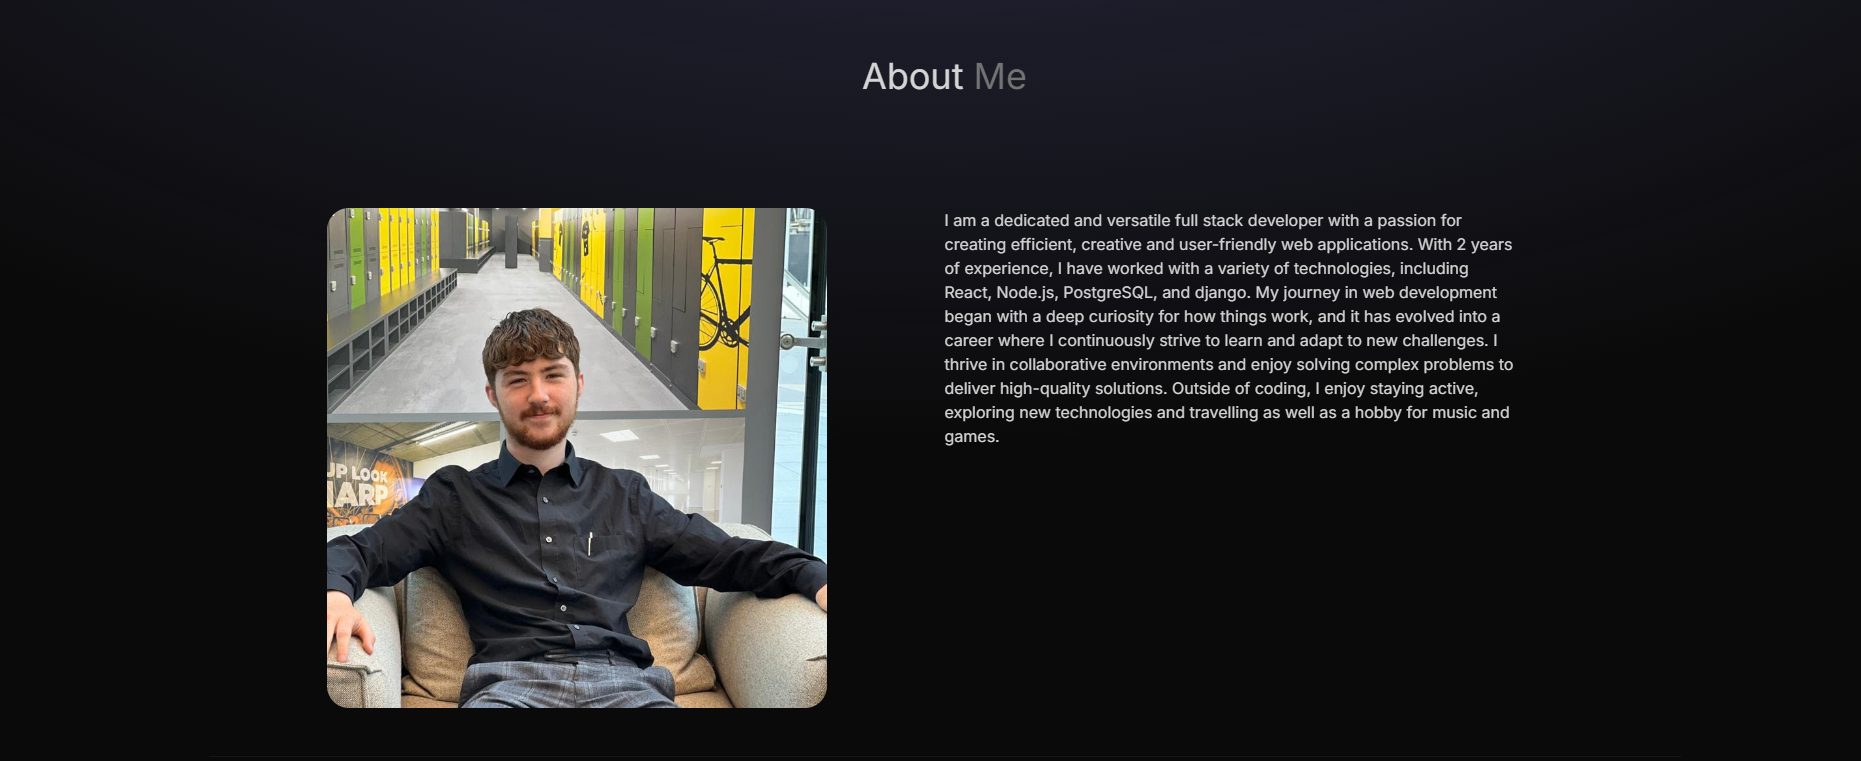 About Me
I am a dedicated and versatile full stack developer with a passion for
creating efficient, creative and user-friendly web applications. With 2 years
of experience, I have worked with a variety of technologies, including
React, Node.js, PostgreSQL, and django. My journey in web development
began with a deep curiosity for how things work, and it has evolved into a
career where I continuously strive to learn and adapt to new challenges. I
thrive in collaborative environments and enjoy solving complex problems to
deliver high-quality solutions. Outside of coding, I enjoy staying active,
exploring new technologies and travelling as well as a hobby for music and
games.
UP LOOK
HARP